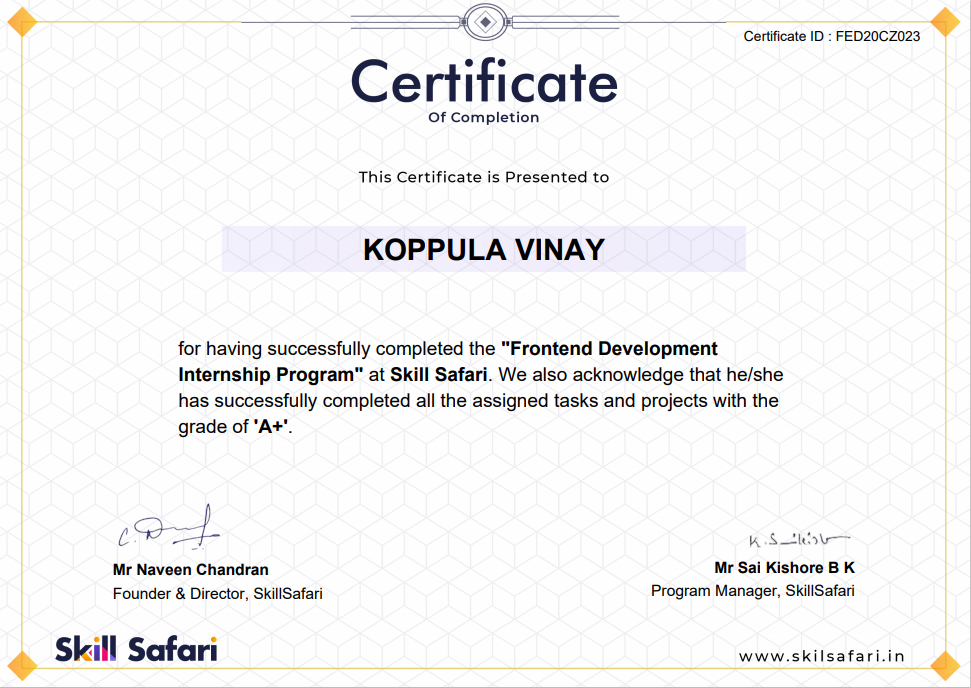 Certificate ID : FED20CZ023
Certificate
Of Completion
This Certificate is Presented to
KOPPULA VINAY
for having successfully completed the "Frontend Development
Internship Program" at Skill Safari. We also acknowledge that he/she
has successfully completed all the assigned tasks and projects with the
grade of 'A+'.
Mr Naveen Chandran
Founder & Director, SkillSafari
Mr Sai Kishore B K
Program Manager, SkillSafari
Skill Safari
www.skilsafari.in